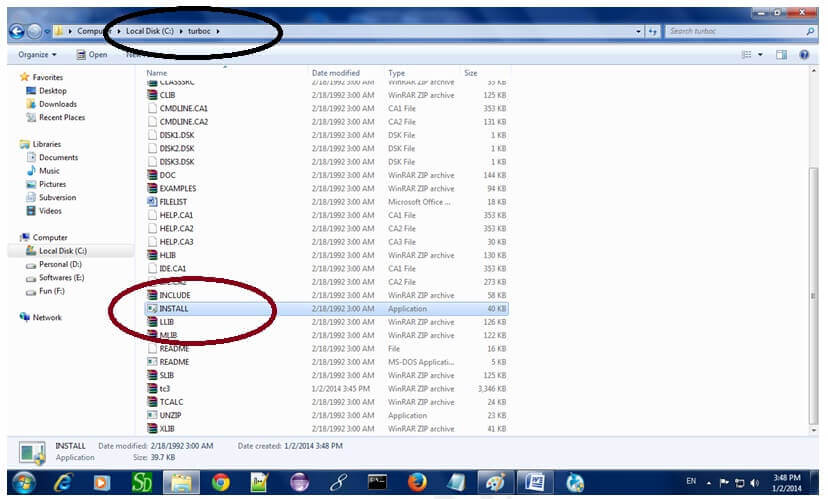 Computer ▸ Local Disk (C:) ▸ turboc ▸
Search turboc
Organize Open
Name Date modified Type Size
Favorites
Desktop
Downloads
Recent Places
Libraries
Documents
Music
Pictures
Subversion
Videos
Computer
Local Disk (C:)
Personal (D:)
Softwares (E:)
Fun (F:)
Network
CLASSSRC 2/18/1992 3:00 AM WinRAR ZIP archive 53 KB
CLIB 2/18/1992 3:00 AM WinRAR ZIP archive 125 KB
CMDLINE.CA1 2/18/1992 3:00 AM CA1 File 353 KB
CMDLINE.CA2 2/18/1992 3:00 AM CA2 File 131 KB
DISK1.DSK 2/18/1992 3:00 AM DSK File 1 KB
DISK2.DSK 2/18/1992 3:00 AM DSK File 1 KB
DISK3.DSK 2/18/1992 3:00 AM DSK File 1 KB
DOC 2/18/1992 3:00 AM WinRAR ZIP archive 144 KB
EXAMPLES 2/18/1992 3:00 AM WinRAR ZIP archive 94 KB
FILELIST 2/18/1992 3:00 AM Microsoft Office ... 18 KB
HELP.CA1 2/18/1992 3:00 AM CA1 File 353 KB
HELP.CA2 2/18/1992 3:00 AM CA2 File 353 KB
HELP.CA3 2/18/1992 3:00 AM CA3 File 30 KB
HLIB 2/18/1992 3:00 AM WinRAR ZIP archive 130 KB
IDE.CA1 2/18/1992 3:00 AM CA1 File 353 KB
IDE.CA2 2/18/1992 3:00 AM CA2 File 273 KB
INCLUDE 2/18/1992 3:00 AM WinRAR ZIP archive 58 KB
INSTALL 2/18/1992 3:00 AM Application 40 KB
LLIB 2/18/1992 3:00 AM WinRAR ZIP archive 126 KB
MLIB 2/18/1992 3:00 AM WinRAR ZIP archive 122 KB
README 2/18/1992 3:00 AM File 16 KB
README 2/18/1992 3:00 AM MS-DOS Applicati... 5 KB
SLIB 2/18/1992 3:00 AM WinRAR ZIP archive 125 KB
tc3 1/2/2014 3:45 PM WinRAR ZIP archive 3,346 KB
TCALC 2/18/1992 3:00 AM WinRAR ZIP archive 24 KB
UNZIP 2/18/1992 3:00 AM Application 23 KB
XLIB 2/18/1992 3:00 AM WinRAR ZIP archive 41 KB
INSTALL Date modified: 2/18/1992 3:00 AM Date created: 1/2/2014 3:48 PM
Application Size: 39.7 KB
EN 3:48 PM
1/2/2014